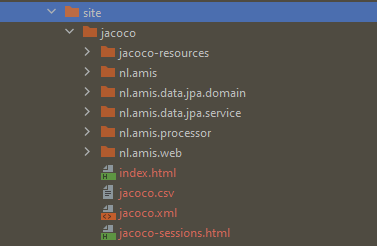 site
jacoco
jacoco-resources
nl.amis
nl.amis.data.jpa.domain
nl.amis.data.jpa.service
nl.amis.processor
nl.amis.web
index.html
jacoco.csv
jacoco.xml
jacoco-sessions.html